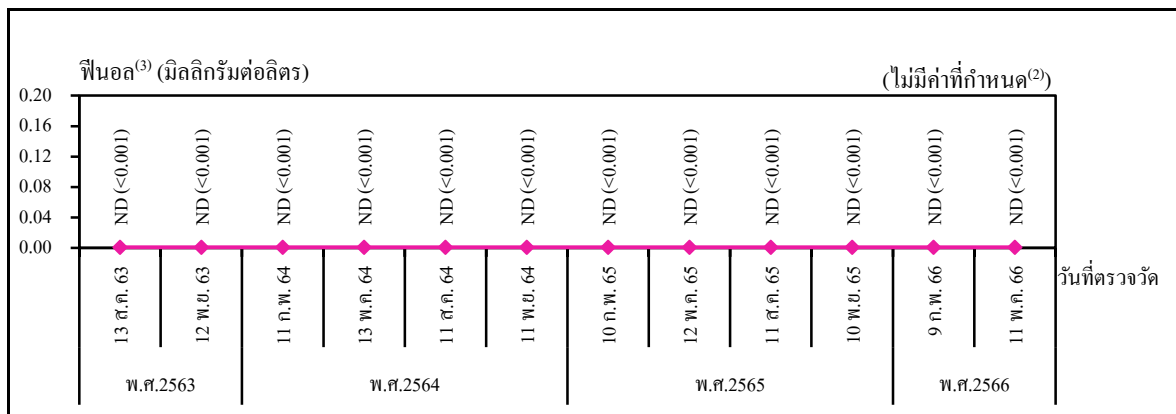 ฟีนอล(3) (มิลลิกรัมต่อลิตร)
(ไม่มีค่าที่กำหนด(2))
0.20
0.16
0.12
0.08
0.04
0.00
ND (<0.001)
ND (<0.001)
ND (<0.001)
ND (<0.001)
ND (<0.001)
ND (<0.001)
ND (<0.001)
ND (<0.001)
ND (<0.001)
ND (<0.001)
ND (<0.001)
ND (<0.001)
13 ส.ค. 63
12 พ.ย. 63
11 ก.พ. 64
13 พ.ค. 64
11 ส.ค. 64
11 พ.ย. 64
10 ก.พ. 65
12 พ.ค. 65
11 ส.ค. 65
10 พ.ย. 65
9 ก.พ. 66
11 พ.ค. 66
วันที่ตรวจวัด
พ.ศ.2563
พ.ศ.2564
พ.ศ.2565
พ.ศ.2566